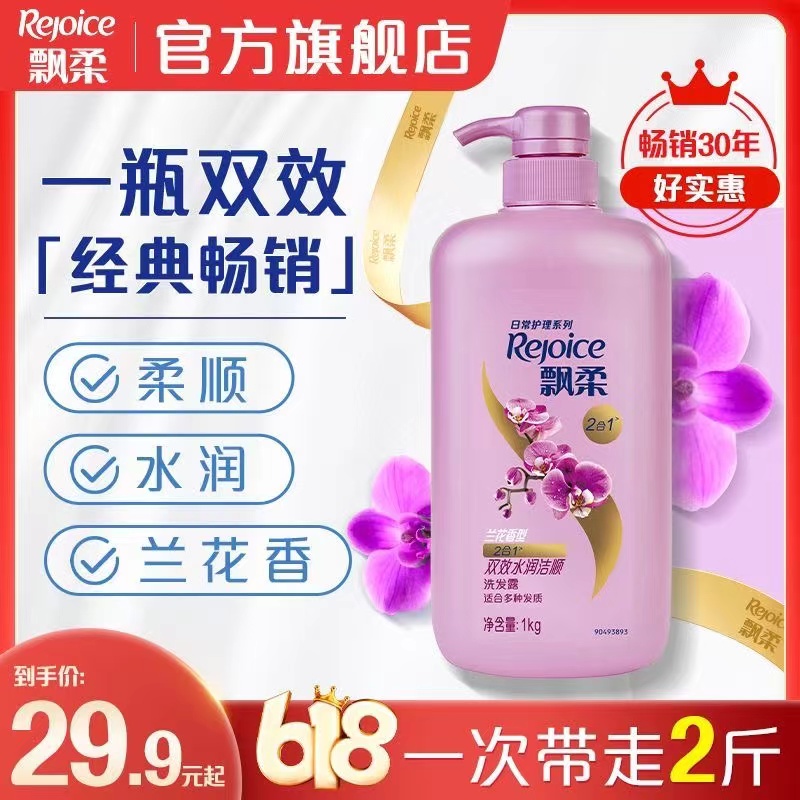 Rejoice
飘柔
官方旗舰店
畅销30年
好实惠
一瓶双效
「经典畅销」
柔顺
水润
兰花香
Rejoice
飘柔
日常护理系列
Rejoice
飘柔
2合1
兰花香型
2合1
双效水润洁顺
洗发露
适合多种发质
净含量:1kg
90493893
Rejoice
飘柔
到手价:
29.9元起
618
一次带走2斤